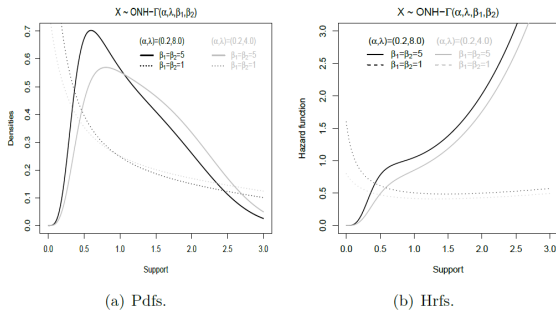 X ~ ONH−Γ(α,λ,β₁,β₂)
(α,λ)=(0.2,8.0) (α,λ)=(0.2,4.0)
β₁=β₂=5 β₁=β₂=5
β₁=β₂=1 β₁=β₂=1
Densities
0.7
0.6
0.5
0.4
0.3
0.2
0.1
0.0
0.0 0.5 1.0 1.5 2.0 2.5 3.0
Support
(a) Pdfs.
X ~ ONH−Γ(α,λ,β₁,β₂)
(α,λ)=(0.2,8.0) (α,λ)=(0.2,4.0)
β₁=β₂=5 β₁=β₂=5
β₁=β₂=1 β₁=β₂=1
Hazard function
3.0
2.5
2.0
1.5
1.0
0.5
0.0
0.0 0.5 1.0 1.5 2.0 2.5 3.0
Support
(b) Hrfs.